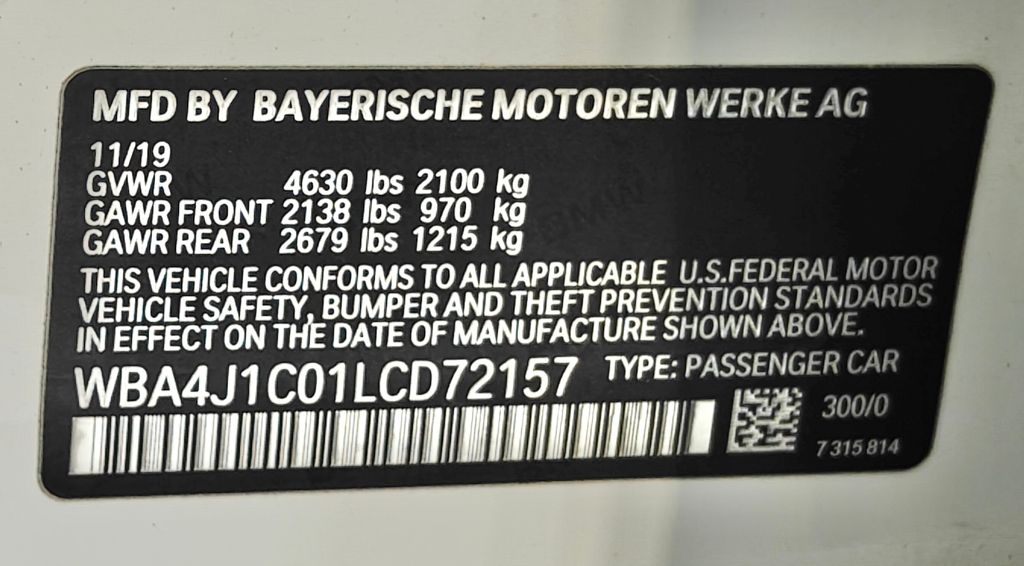 MFD BY BAYERISCHE MOTOREN WERKE AG
11/19
GVWR 4630 lbs 2100 kg
GAWR FRONT 2138 lbs 970 kg
GAWR REAR 2679 lbs 1215 kg
THIS VEHICLE CONFORMS TO ALL APPLICABLE U.S.FEDERAL MOTOR
VEHICLE SAFETY, BUMPER AND THEFT PREVENTION STANDARDS
IN EFFECT ON THE DATE OF MANUFACTURE SHOWN ABOVE.
WBA4J1C01LCD72157 TYPE: PASSENGER CAR
300/0
7 315 814